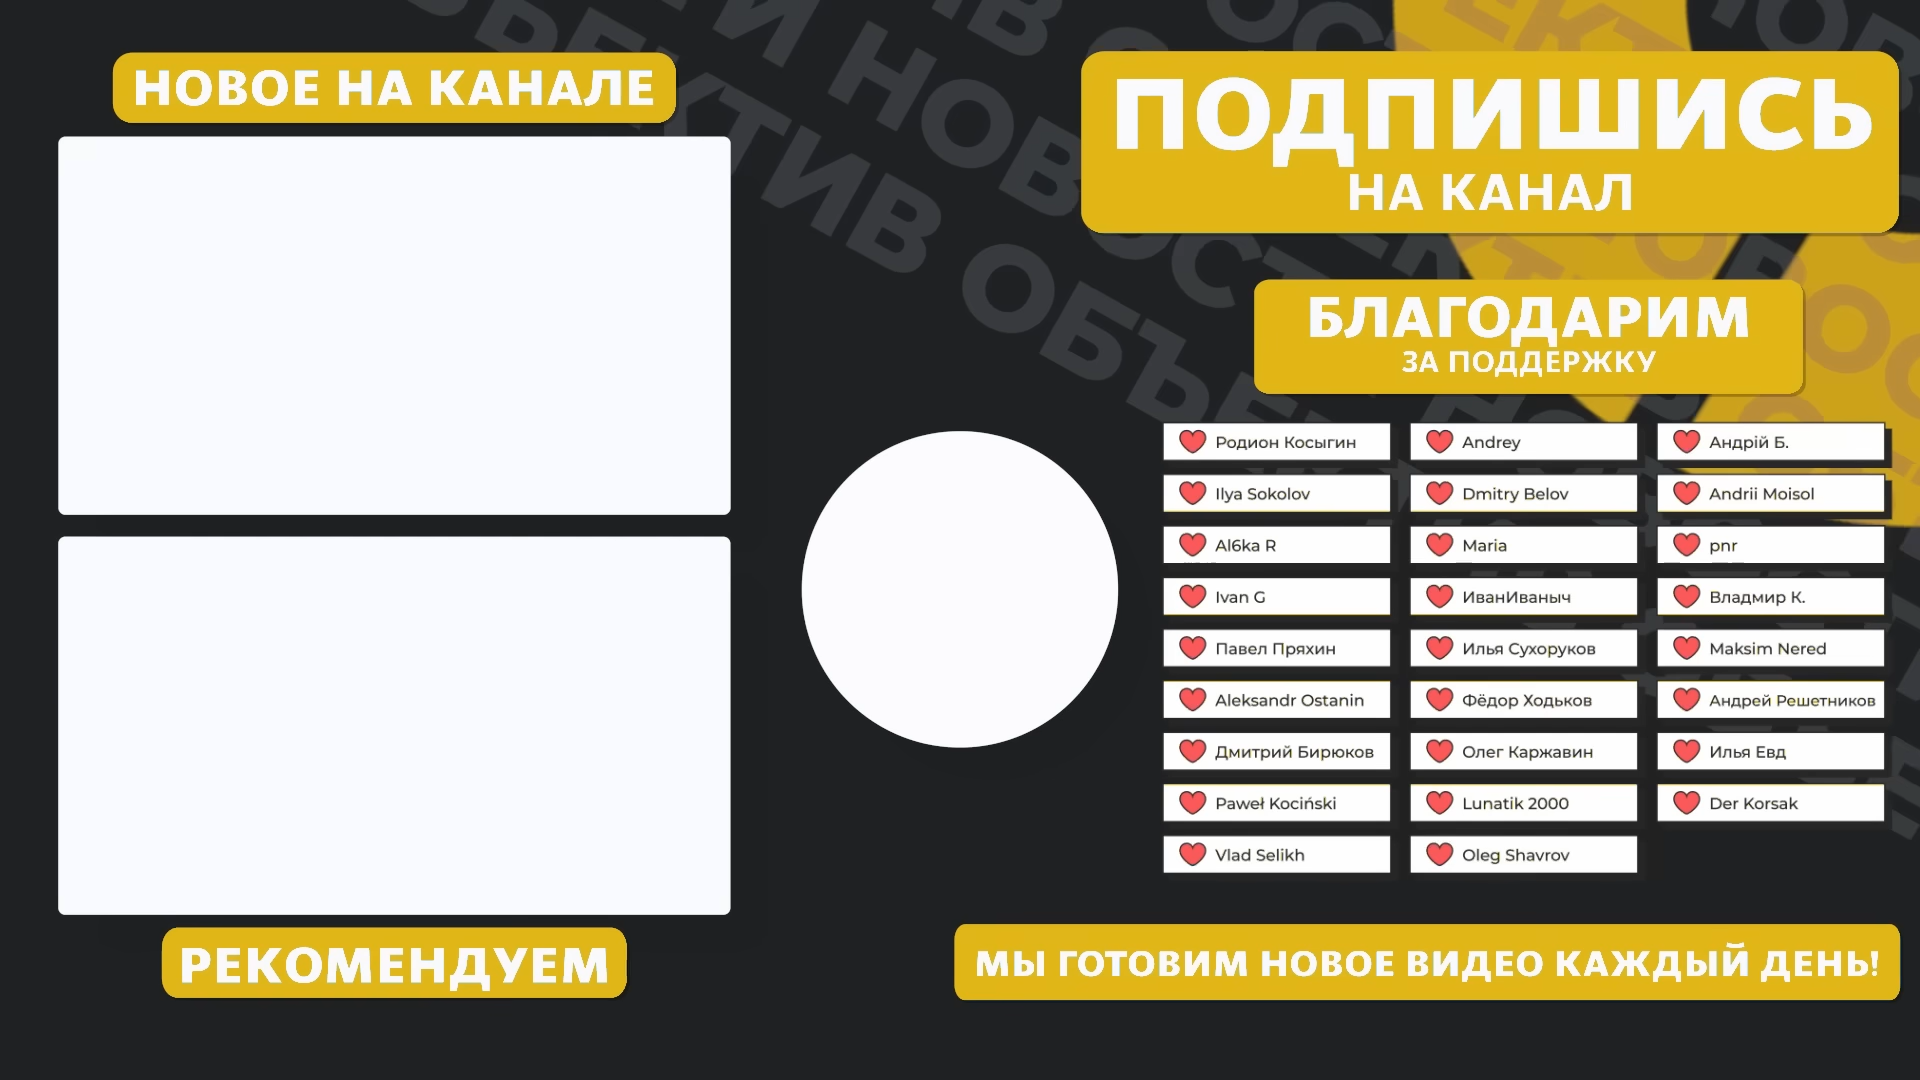 НОВОЕ НА КАНАЛЕ
РЕКОМЕНДУЕМ
ПОДПИШИСЬ
НА КАНАЛ
БЛАГОДАРИМ
ЗА ПОДДЕРЖКУ
Родион Косыгин
Andrey
Андрій Б.
Ilya Sokolov
Dmitry Belov
Andrii Moisol
Al6ka R
Maria
pnr
Ivan G
ИванИваныч
Владмир К.
Павел Пряхин
Илья Сухоруков
Maksim Nered
Aleksandr Ostanin
Фёдор Ходьков
Андрей Решетников
Дмитрий Бирюков
Олег Каржавин
Илья Евд
Paweł Kociński
Lunatik 2000
Der Korsak
Vlad Selikh
Oleg Shavrov
МЫ ГОТОВИМ НОВОЕ ВИДЕО КАЖДЫЙ ДЕНЬ!